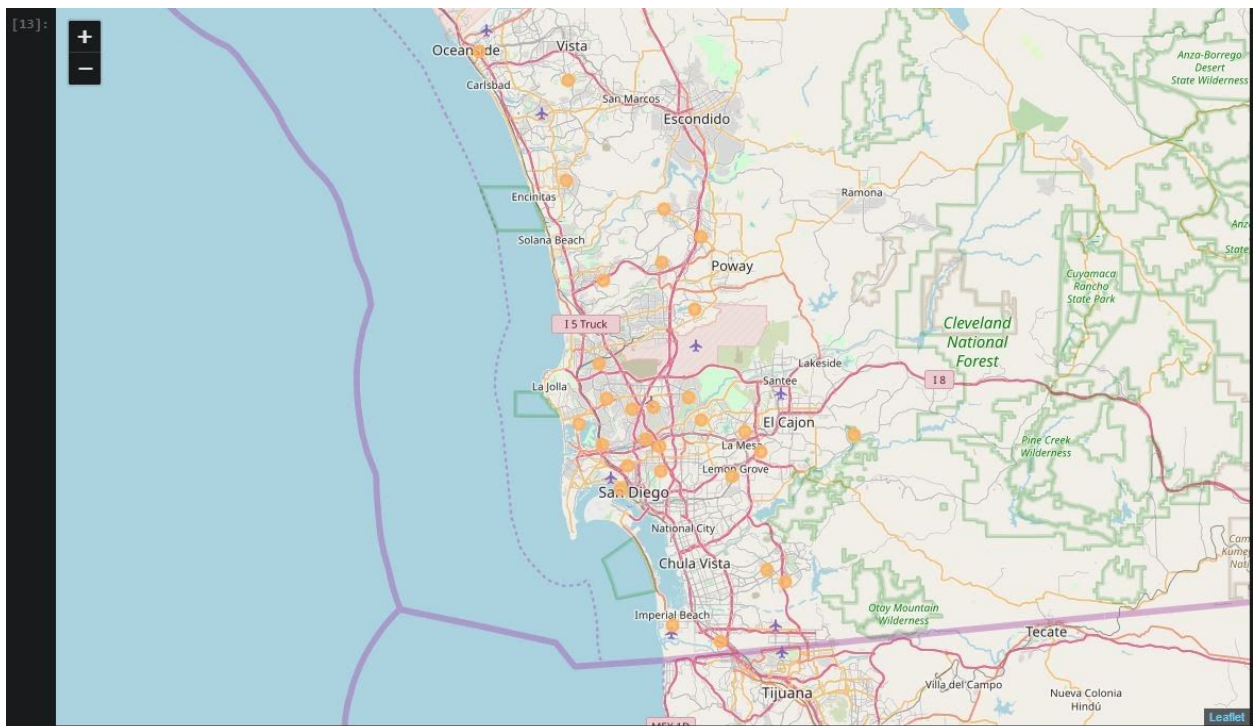 [13]:
+
−
Oceanside
Vista
Carlsbad
San Marcos
Escondido
Anza-Borrego
Desert
State Wilderness
Encinitas
Ramona
Solana Beach
Poway
Cuyamaca
Rancho
State Park
I 5 Truck
Cleveland
National
Forest
Lakeside
La Jolla
Santee
I 8
El Cajon
La Mesa
Pine Creek
Wilderness
Lemon Grove
San Diego
National City
Chula Vista
Imperial Beach
Otay Mountain
Wilderness
Tecate
Tijuana
Villa del Campo
Nueva Colonia
Hindú
Leaflet